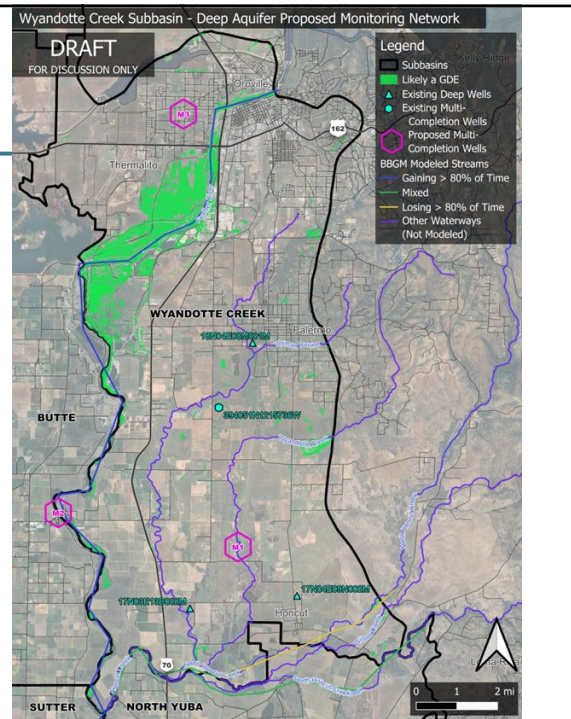 Wyandotte Creek Subbasin - Deep Aquifer Proposed Monitoring Network
DRAFT
FOR DISCUSSION ONLY
Legend
Subbasins
Likely a GDE
Existing Deep Wells
Existing Multi-
Completion Wells
Proposed Multi-
Completion Wells
BBGM Modeled Streams
Gaining > 80% of Time
Mixed
Losing > 80% of Time
Other Waterways
(Not Modeled)
Oroville
M3
162
Thermalito
WYANDOTTE CREEK
Palermo
BUTTE
M2
M1
17N03E13B002M
17N04E09N002M
Honcut
70
SUTTER
NORTH YUBA
0 1 2 mi